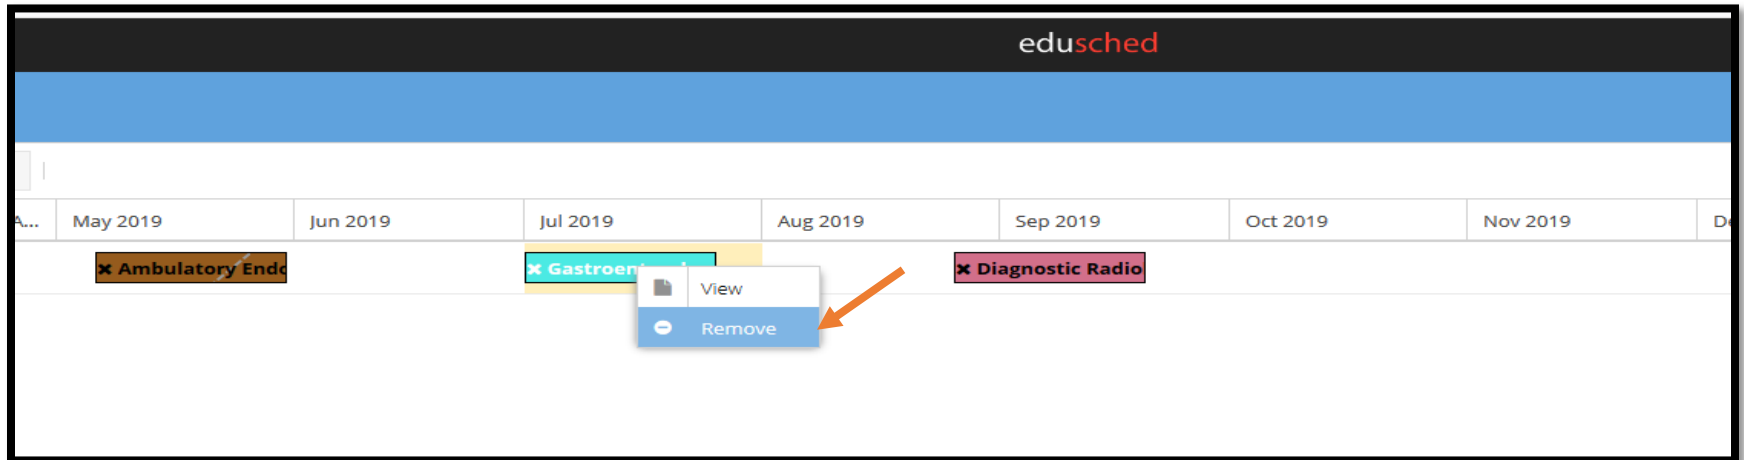 edusched
A... May 2019 Jun 2019 Jul 2019 Aug 2019 Sep 2019 Oct 2019 Nov 2019
× Ambulatory Endo × Gastroen × Diagnostic Radio
View
Remove